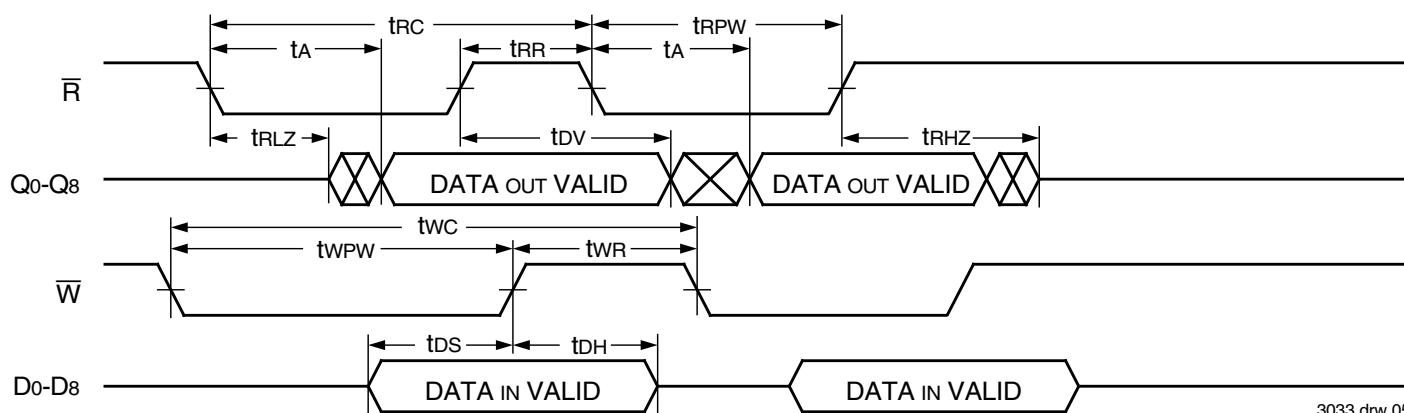 tRC tRPW
tA tRR tA
R̅
tRLZ tDV tRHZ
Q0-Q8 DATA OUT VALID DATA OUT VALID
tWC
tWPW tWR
W̅
tDS tDH
D0-D8 DATA IN VALID DATA IN VALID